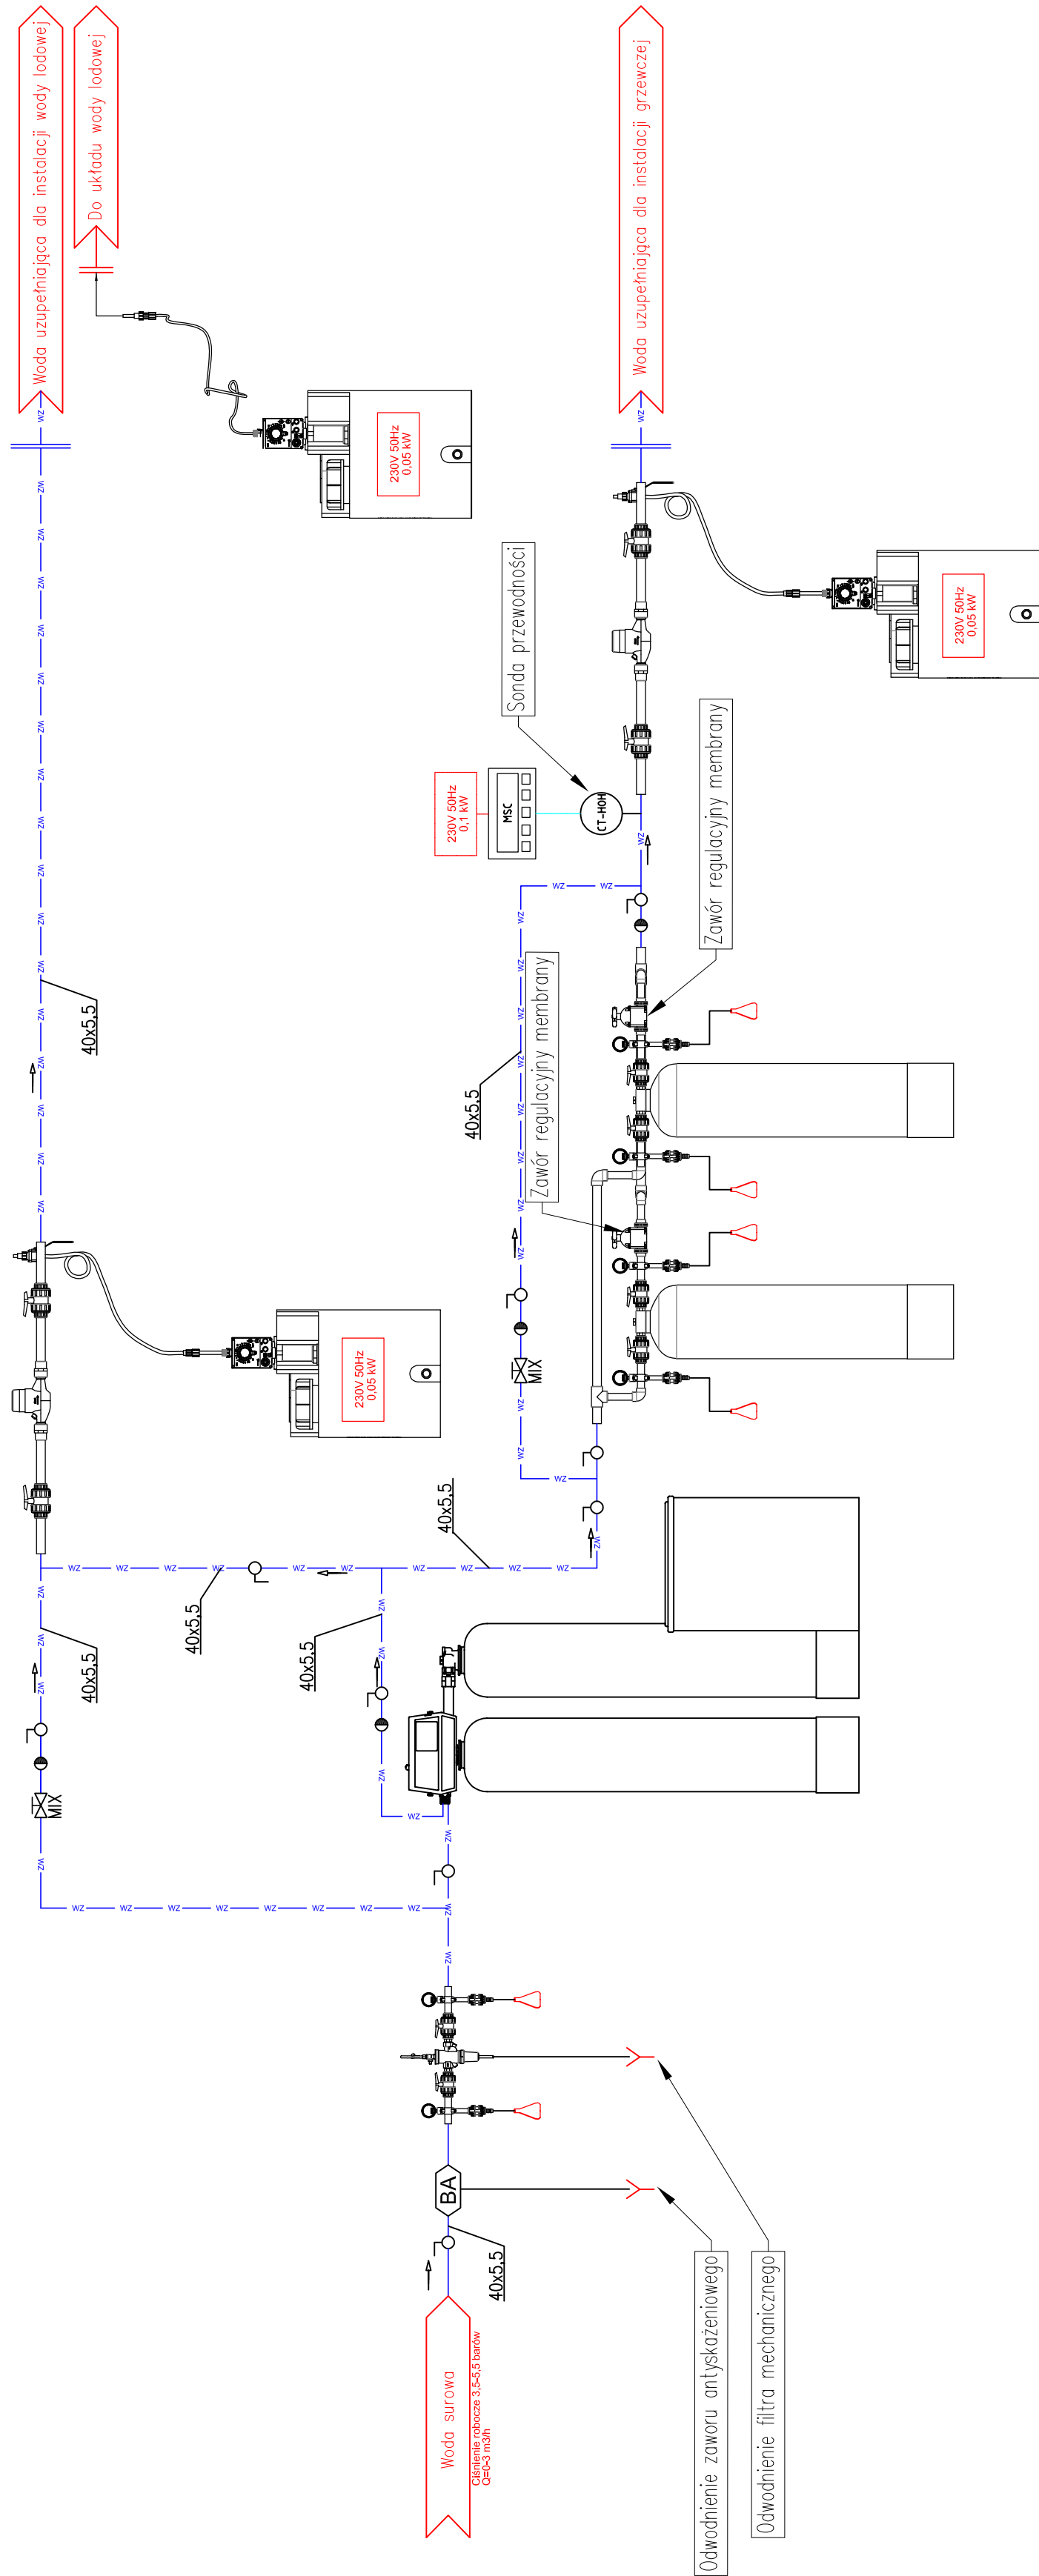 Woda uzupełniająca dla instalacji wody lodowej
Do układu wody lodowej
Woda uzupełniająca dla instalacji grzewczej
WZ
230V 50Hz
0,05 kW
Sonda przewodności
230V 50Hz
0,05 kW
230V 50Hz
0,1 kW
MSC
CT-HOH
Zawór regulacyjny membrany
40x5,5
40x5,5
Zawór regulacyjny membrany
230V 50Hz
0,05 kW
MIX
40x5,5
40x5,5
40x5,5
40x5,5
MIX
BA
40x5,5
Woda surowa
Ciśnienie robocze 3,5-5,5 barów
Q=0-3 m3/h
Odwodnienie zaworu antyskażeniowego
Odwodnienie filtra mechanicznego